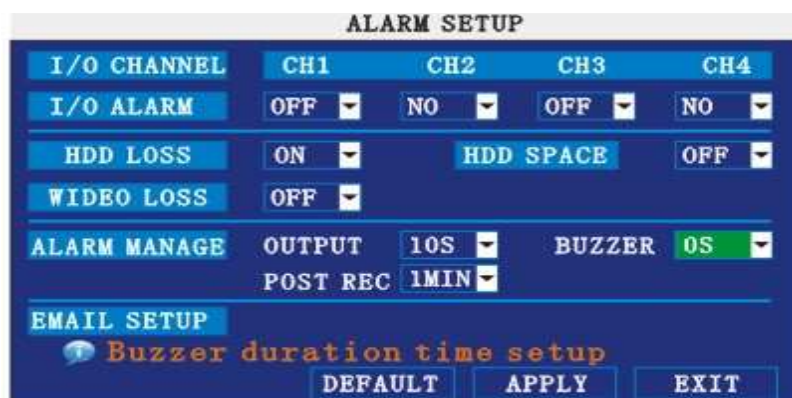 ALARM SETUP
I/O CHANNEL CH1 CH2 CH3 CH4
I/O ALARM OFF NO OFF NO
HDD LOSS ON HDD SPACE OFF
WIDEO LOSS OFF
ALARM MANAGE OUTPUT 10S BUZZER 0S
POST REC 1MIN
EMAIL SETUP
Buzzer duration time setup
DEFAULT APPLY EXIT